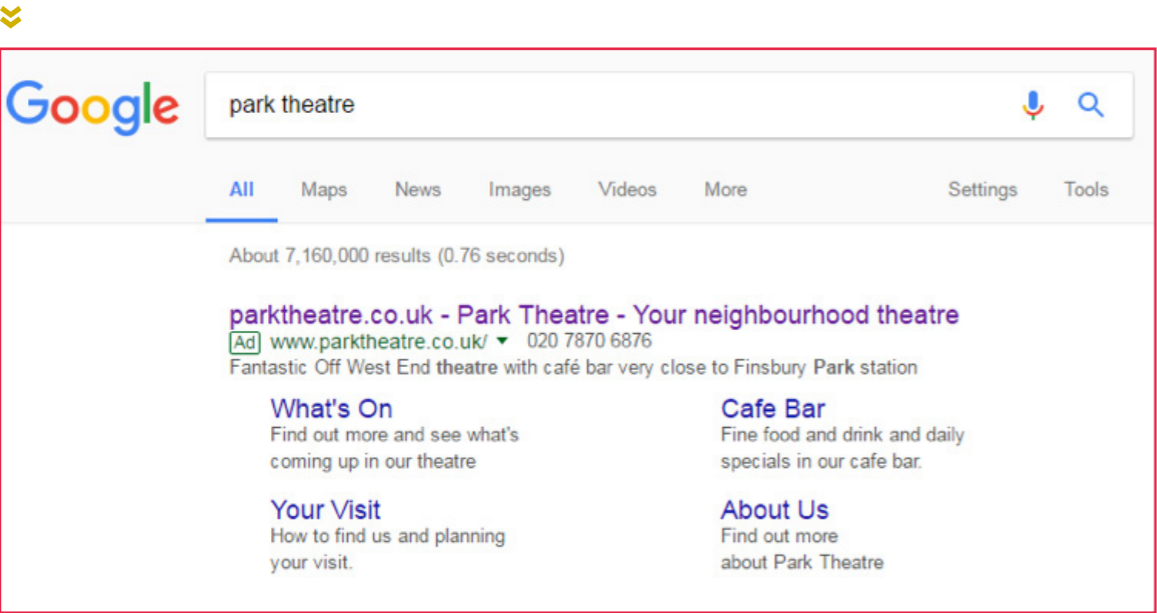 Google
park theatre
All Maps News Images Videos More Settings Tools
About 7,160,000 results (0.76 seconds)
parktheatre.co.uk - Park Theatre - Your neighbourhood theatre
Ad www.parktheatre.co.uk/ 020 7870 6876
Fantastic Off West End theatre with café bar very close to Finsbury Park station
What's On
Find out more and see what's
coming up in our theatre
Cafe Bar
Fine food and drink and daily
specials in our cafe bar.
Your Visit
How to find us and planning
your visit.
About Us
Find out more
about Park Theatre